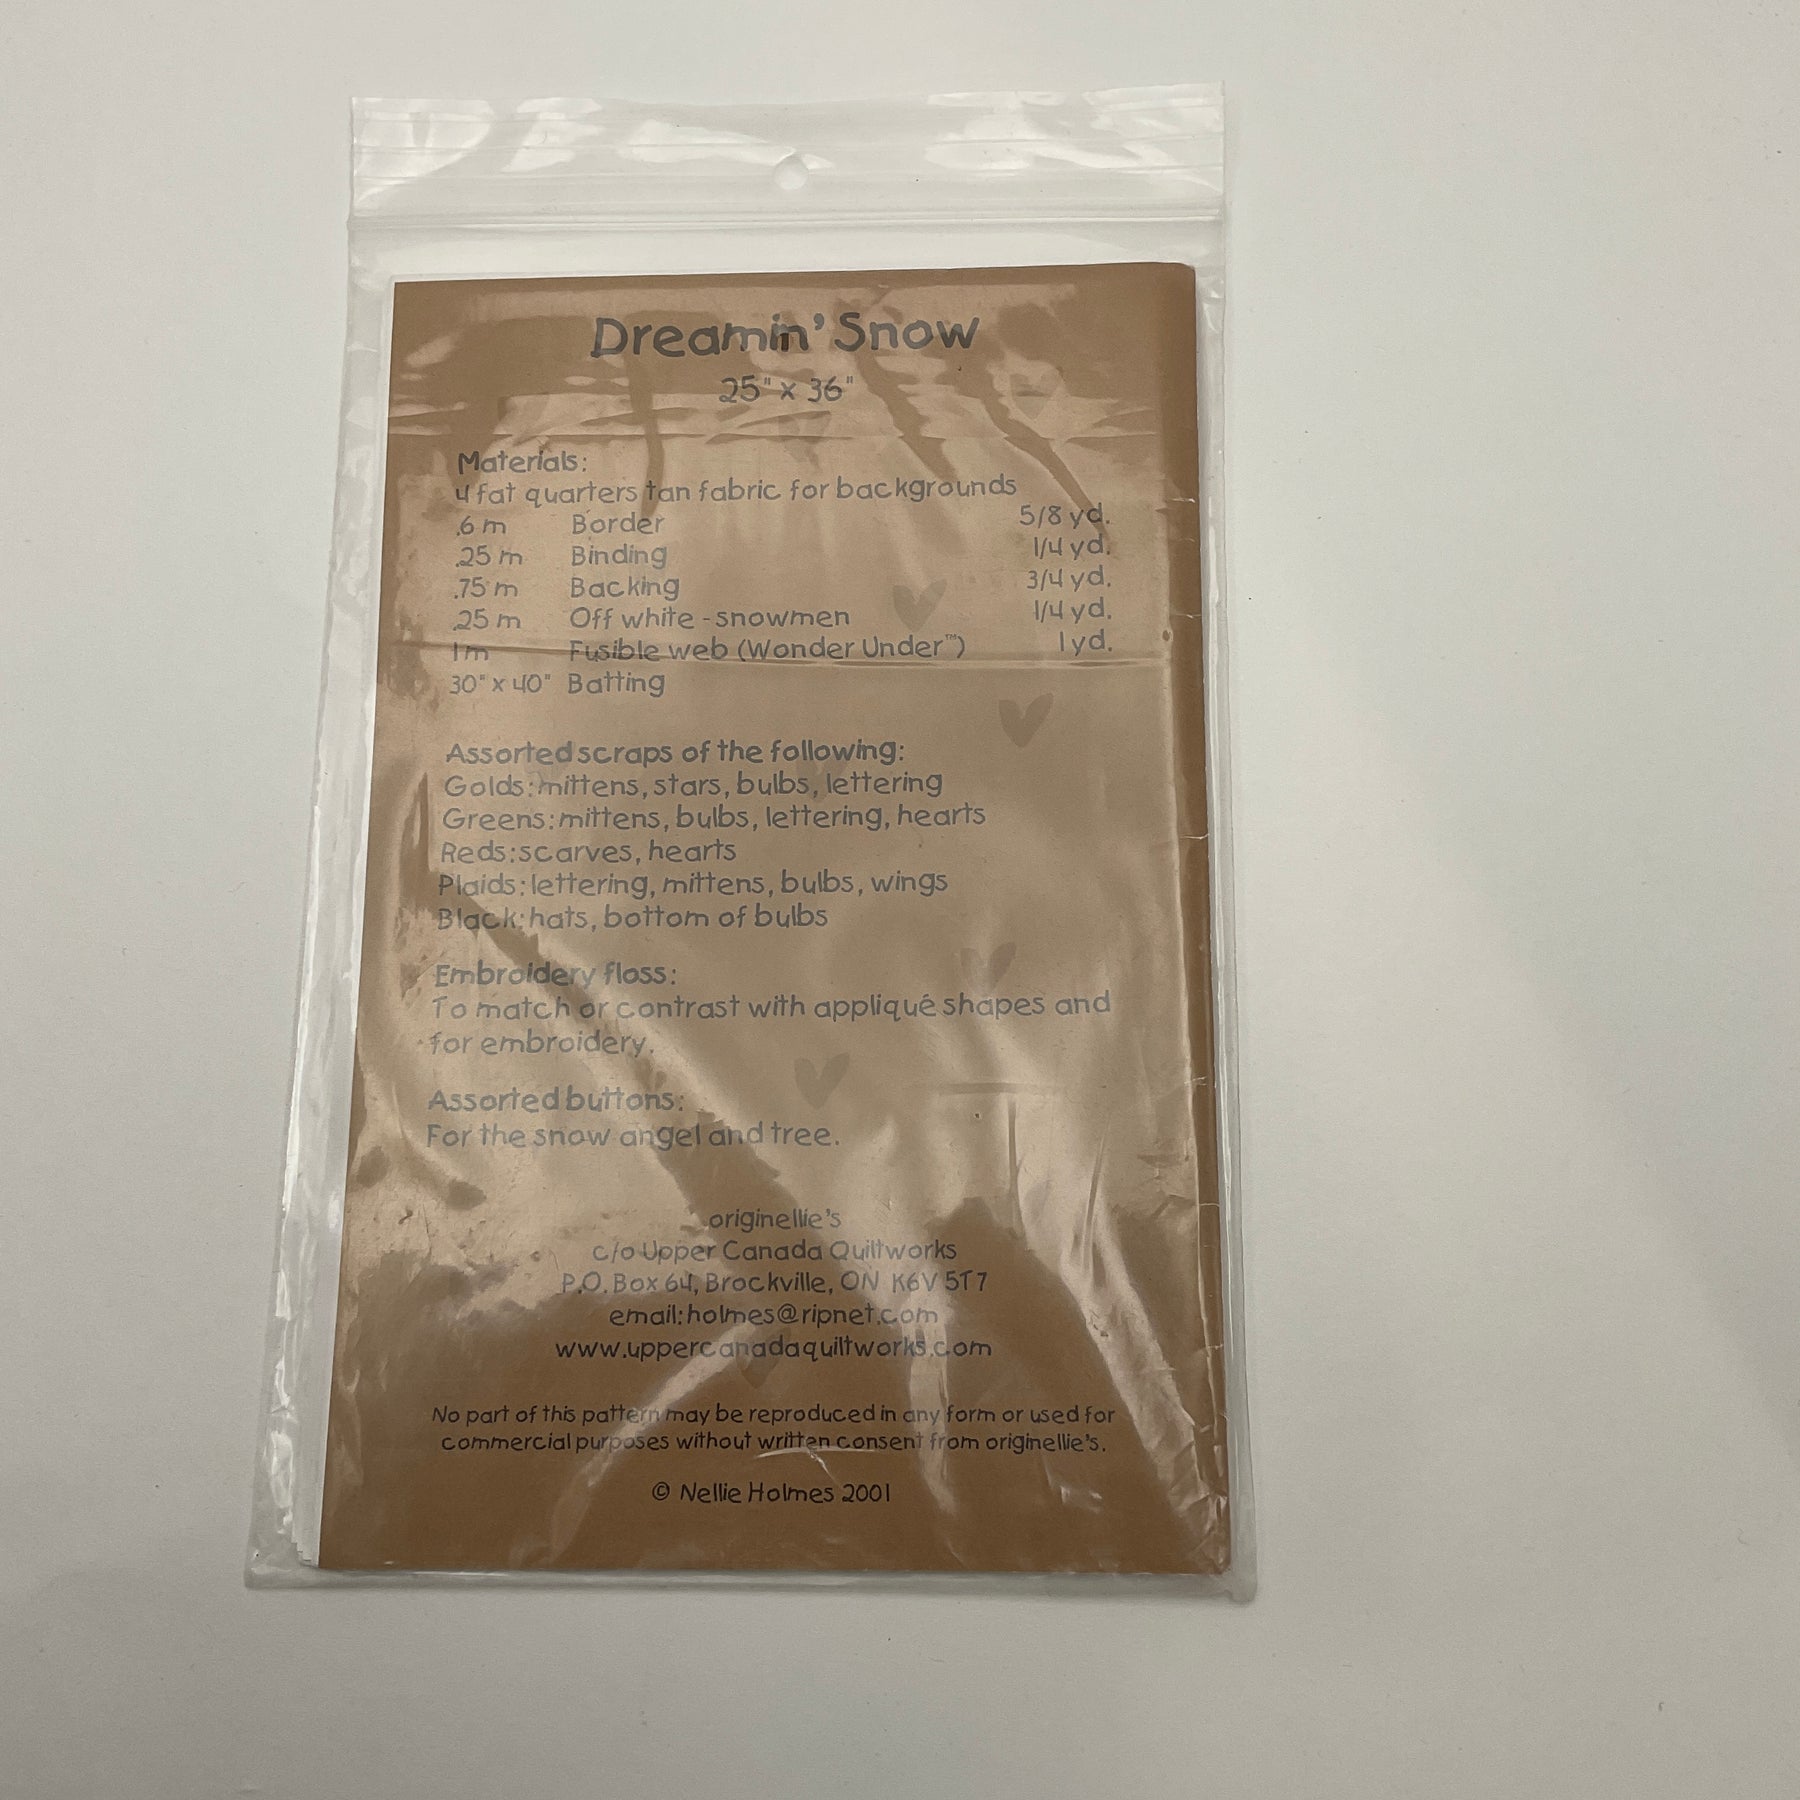 Dreamin' Snow
25" x 36"
Materials:
4 fat quarters tan fabric for backgrounds
.6 m Border 5/8 yd.
.25 m Binding 1/4 yd.
.75 m Backing 3/4 yd.
.25 m Off white - snowmen 1/4 yd.
1 m Fusible web (Wonder Under™) 1 yd.
30" x 40" Batting
Assorted scraps of the following:
Golds: mittens, stars, bulbs, lettering
Greens: mittens, bulbs, lettering, hearts
Reds: scarves, hearts
Plaids: lettering, mittens, bulbs, wings
Black: hats, bottom of bulbs
Embroidery floss:
To match or contrast with appliqué shapes and
for embroidery.
Assorted buttons:
For the snow angel and tree.
originellie's
c/o Upper Canada Quiltworks
P.O. Box 64, Brockville, ON K6V 5T7
email: holmes@ripnet.com
www.uppercanadaquiltworks.com
No part of this pattern may be reproduced in any form or used for
commercial purposes without written consent from originellie's.
© Nellie Holmes 2001